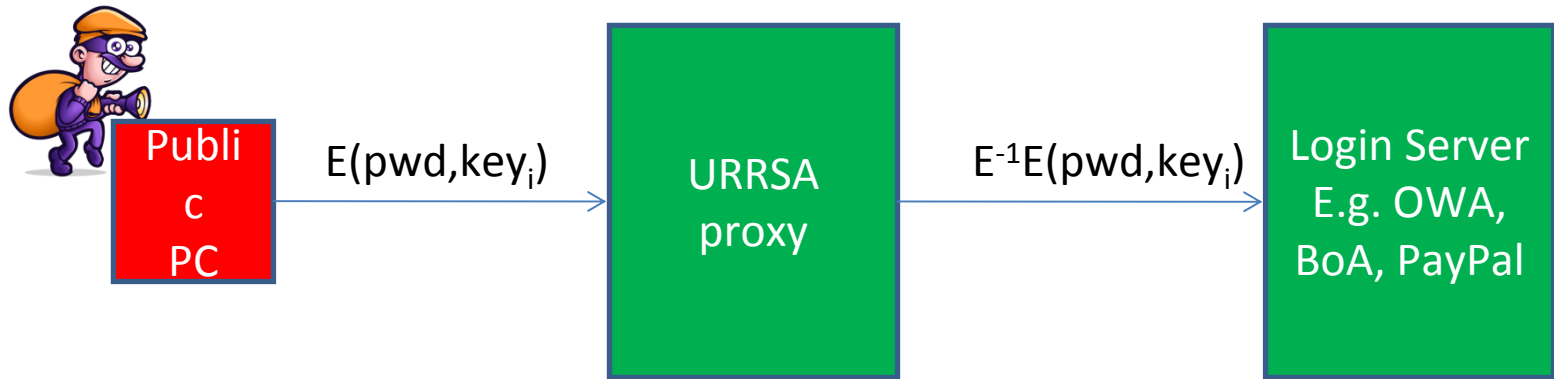 Publi
c
PC
E(pwd,keyᵢ)
URRSA
proxy
E⁻¹E(pwd,keyᵢ)
Login Server
E.g. OWA,
BoA, PayPal